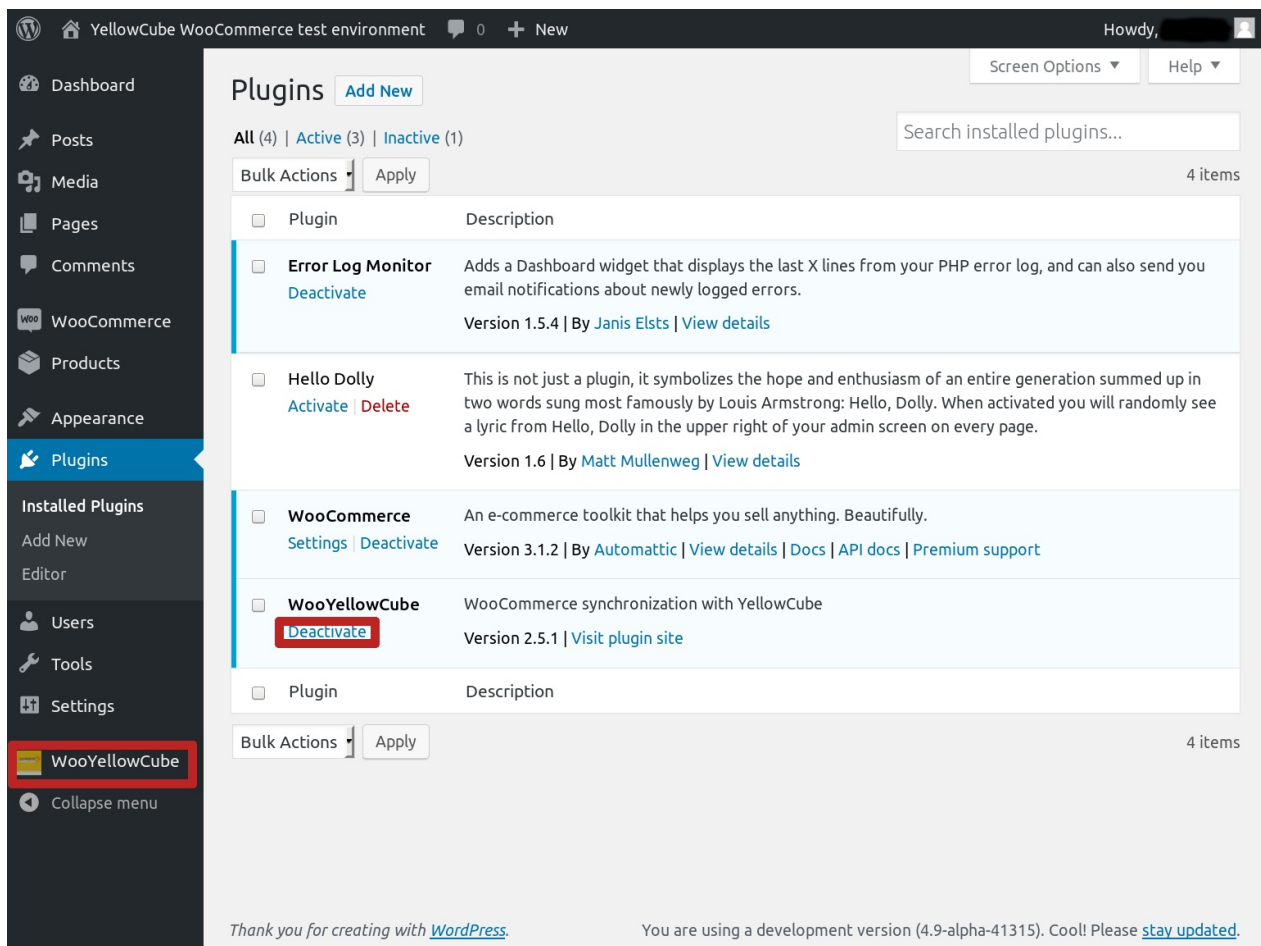 YellowCube WooCommerce test environment 0 New Howdy,
Screen Options Help
Dashboard
Posts
Media
Pages
Comments
WOO WooCommerce
Products
Appearance
Plugins
Installed Plugins
Add New
Editor
Users
Tools
Settings
WooYellowCube
Collapse menu
Plugins Add New
All (4) | Active (3) | Inactive (1)
Search installed plugins...
Bulk Actions Apply
4 items
Plugin Description
Error Log Monitor
Deactivate
Adds a Dashboard widget that displays the last X lines from your PHP error log, and can also send you
email notifications about newly logged errors.
Version 1.5.4 | By Janis Elsts | View details
Hello Dolly
Activate | Delete
This is not just a plugin, it symbolizes the hope and enthusiasm of an entire generation summed up in
two words sung most famously by Louis Armstrong: Hello, Dolly. When activated you will randomly see
a lyric from Hello, Dolly in the upper right of your admin screen on every page.
Version 1.6 | By Matt Mullenweg | View details
WooCommerce
Settings | Deactivate
An e-commerce toolkit that helps you sell anything. Beautifully.
Version 3.1.2 | By Automattic | View details | Docs | API docs | Premium support
WooYellowCube
Deactivate
WooCommerce synchronization with YellowCube
Version 2.5.1 | Visit plugin site
Plugin Description
Bulk Actions Apply
4 items
Thank you for creating with WordPress.
You are using a development version (4.9-alpha-41315). Cool! Please stay updated.